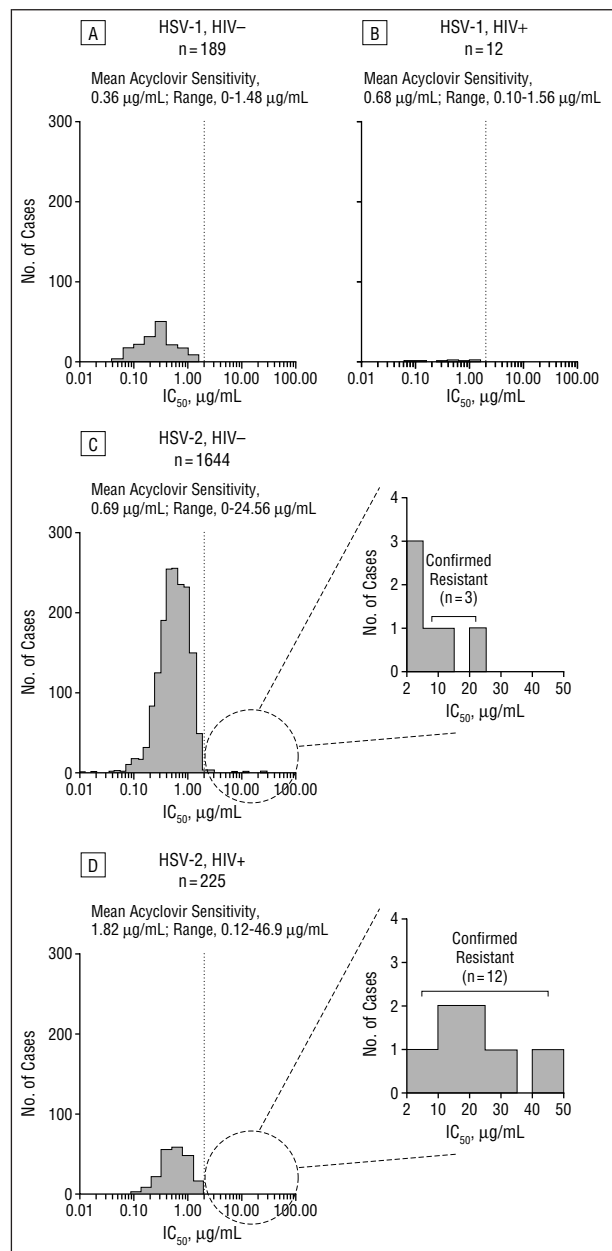 A
HSV-1, HIV–
n=189
Mean Acyclovir Sensitivity,
0.36 μg/mL; Range, 0-1.48 μg/mL
300
200
100
0
No. of Cases
0.01 0.10 1.00 10.00 100.00
IC50, μg/mL
B
HSV-1, HIV+
n=12
Mean Acyclovir Sensitivity,
0.68 μg/mL; Range, 0.10-1.56 μg/mL
0.01 0.10 1.00 10.00 100.00
IC50, μg/mL
C
HSV-2, HIV–
n=1644
Mean Acyclovir Sensitivity,
0.69 μg/mL; Range, 0-24.56 μg/mL
300
200
100
0
No. of Cases
0.01 0.10 1.00 10.00 100.00
IC50, μg/mL
4
3
2
1
0
No. of Cases
Confirmed
Resistant
(n=3)
2 10 20 30 40 50
IC50, μg/mL
D
HSV-2, HIV+
n=225
Mean Acyclovir Sensitivity,
1.82 μg/mL; Range, 0.12-46.9 μg/mL
300
200
100
0
No. of Cases
0.01 0.10 1.00 10.00 100.00
IC50, μg/mL
4
3
2
1
0
No. of Cases
Confirmed
Resistant
(n=12)
2 10 20 30 40 50
IC50, μg/mL